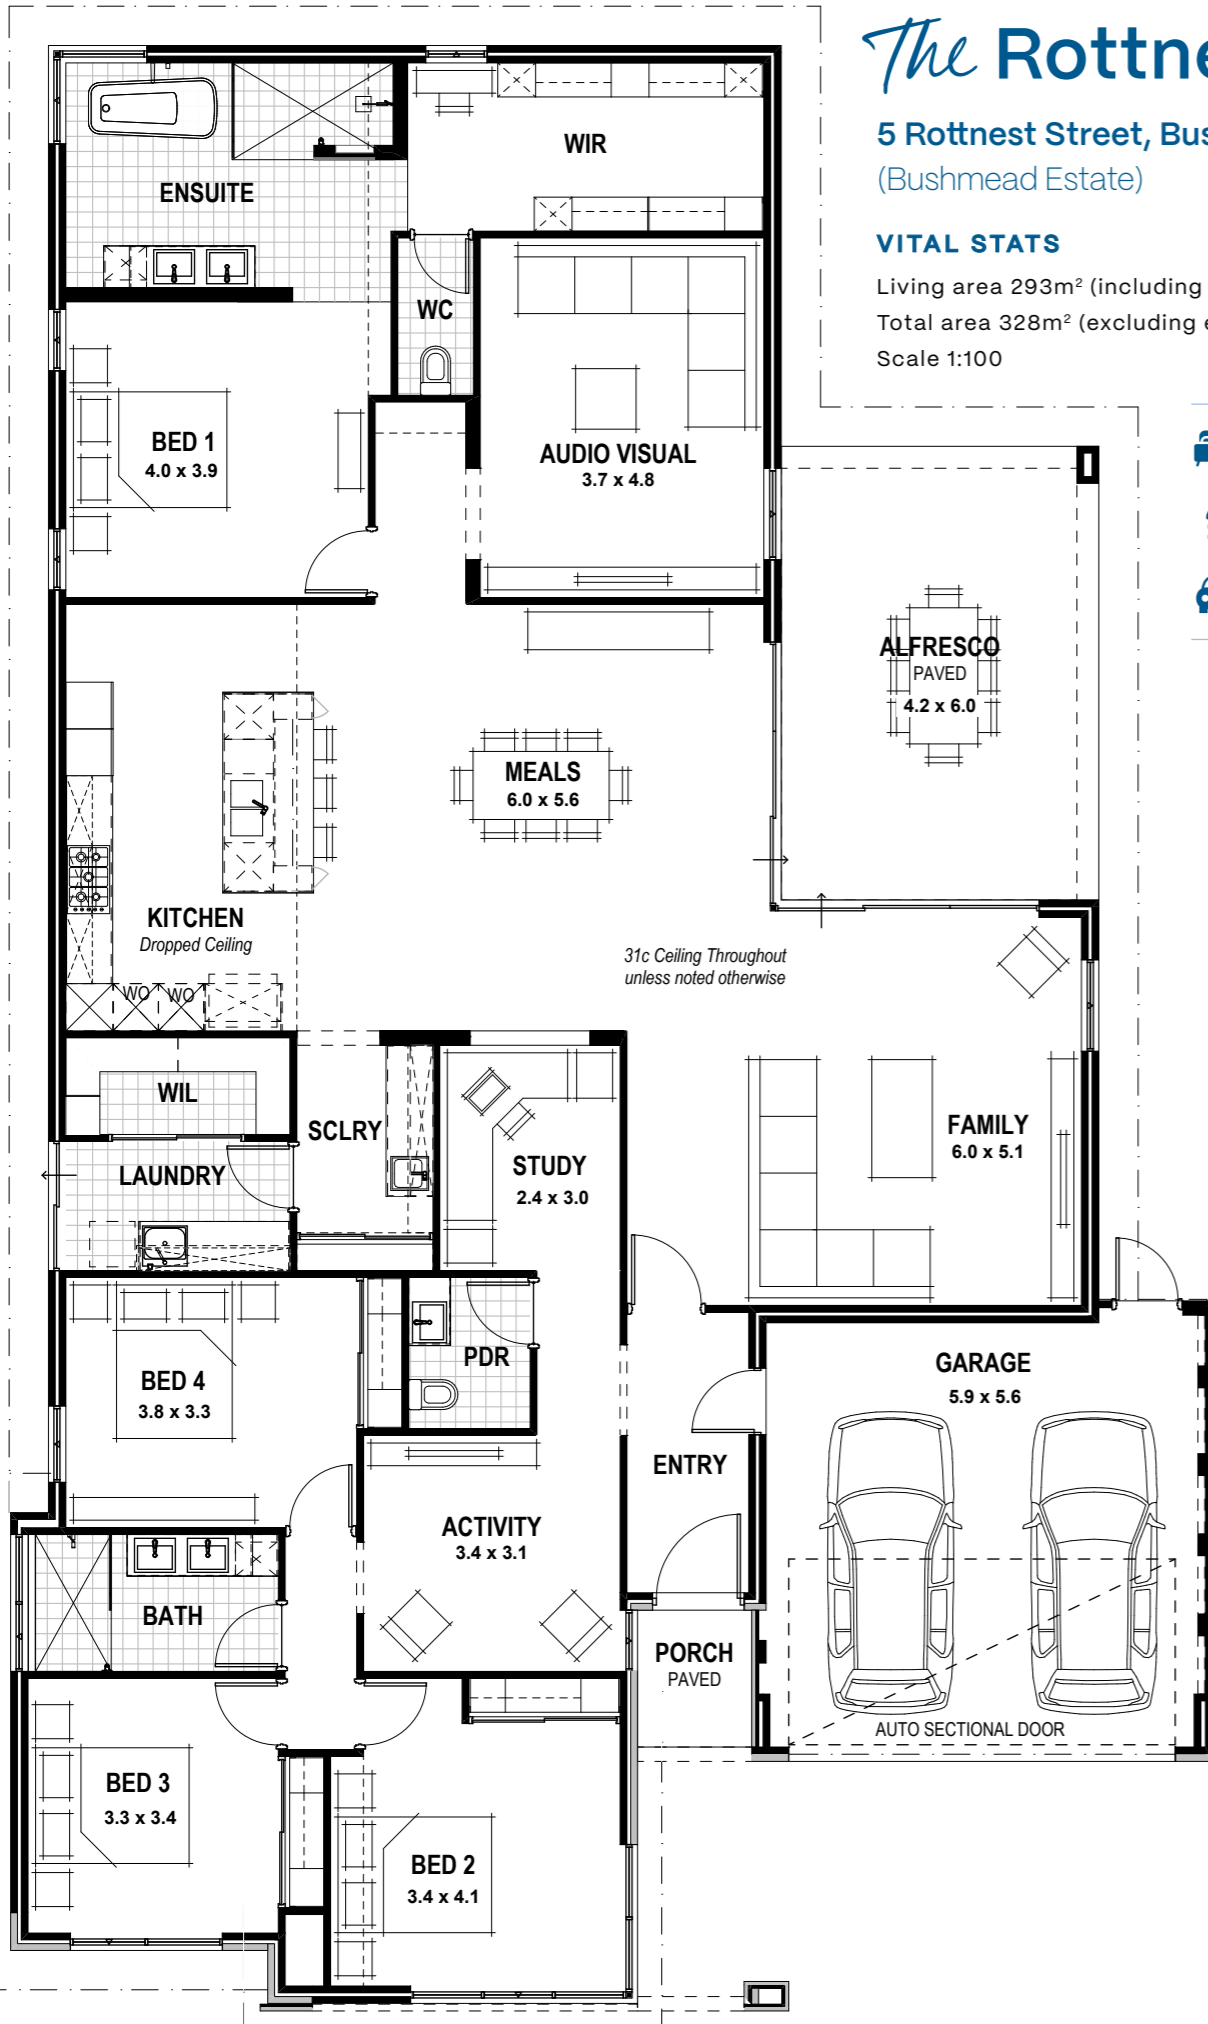 The Rottne
5 Rottnest Street, Bus
(Bushmead Estate)
VITAL STATS
Living area 293m² (including
Total area 328m² (excluding e
Scale 1:100
WIR
ENSUITE
WC
BED 1
4.0 x 3.9
AUDIO VISUAL
3.7 x 4.8
ALFRESCO
PAVED
4.2 x 6.0
MEALS
6.0 x 5.6
KITCHEN
Dropped Ceiling
31c Ceiling Throughout
unless noted otherwise
WO WO
WIL
SCLRY
LAUNDRY
STUDY
2.4 x 3.0
FAMILY
6.0 x 5.1
PDR
BED 4
3.8 x 3.3
GARAGE
5.9 x 5.6
ENTRY
ACTIVITY
3.4 x 3.1
BATH
PORCH
PAVED
AUTO SECTIONAL DOOR
BED 3
3.3 x 3.4
BED 2
3.4 x 4.1